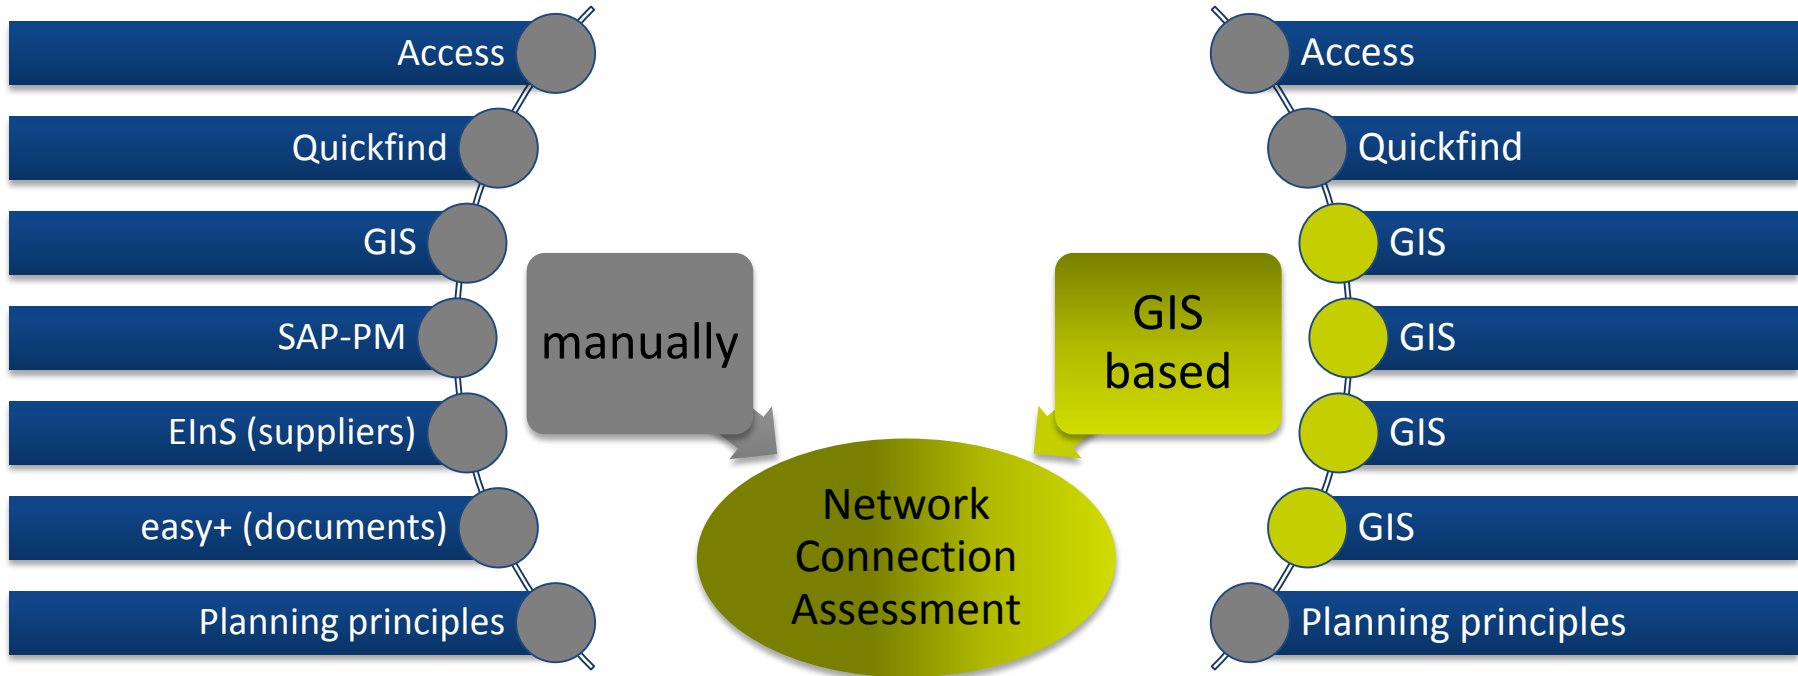 Access
Quickfind
GIS
SAP-PM
EInS (suppliers)
easy+ (documents)
Planning principles
manually
GIS
based
Network
Connection
Assessment
Access
Quickfind
GIS
GIS
GIS
GIS
Planning principles